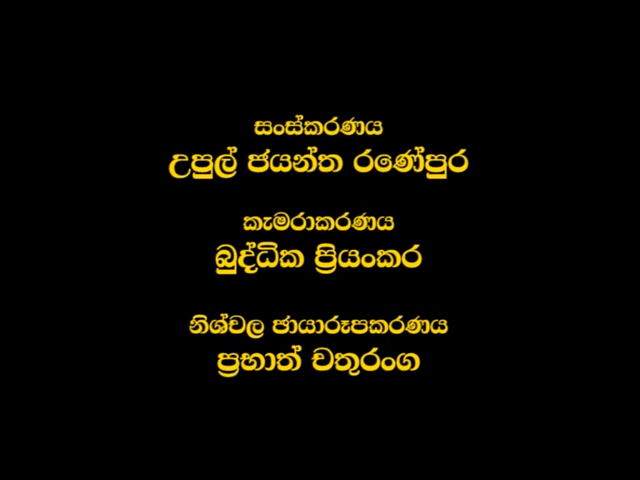 සංස්කරණය
උපුල් ජයන්ත රණේපුර
කැමරාකරණය
බුද්ධික ප්‍රියංකර
නිශ්චල ඡායාරූපකරණය
ප්‍රභාත් චතුරංග